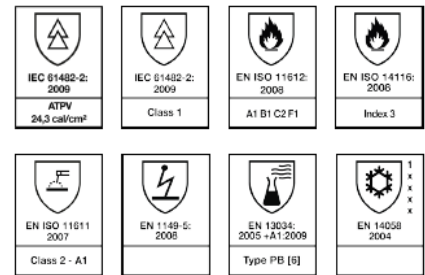 IEC 61482-2:
2009
ATPV
24,3 cal/cm²
IEC 61482-2:
2009
Class 1
EN ISO 11612:
2008
A1 B1 C2 F1
EN ISO 14116:
2008
Index 3
EN ISO 11611
2007
Class 2 - A1
EN 1149-5:
2008
EN 13034:
2005 +A1:2009
Type PB [6]
1
x
x
x
x
EN 14058
2004